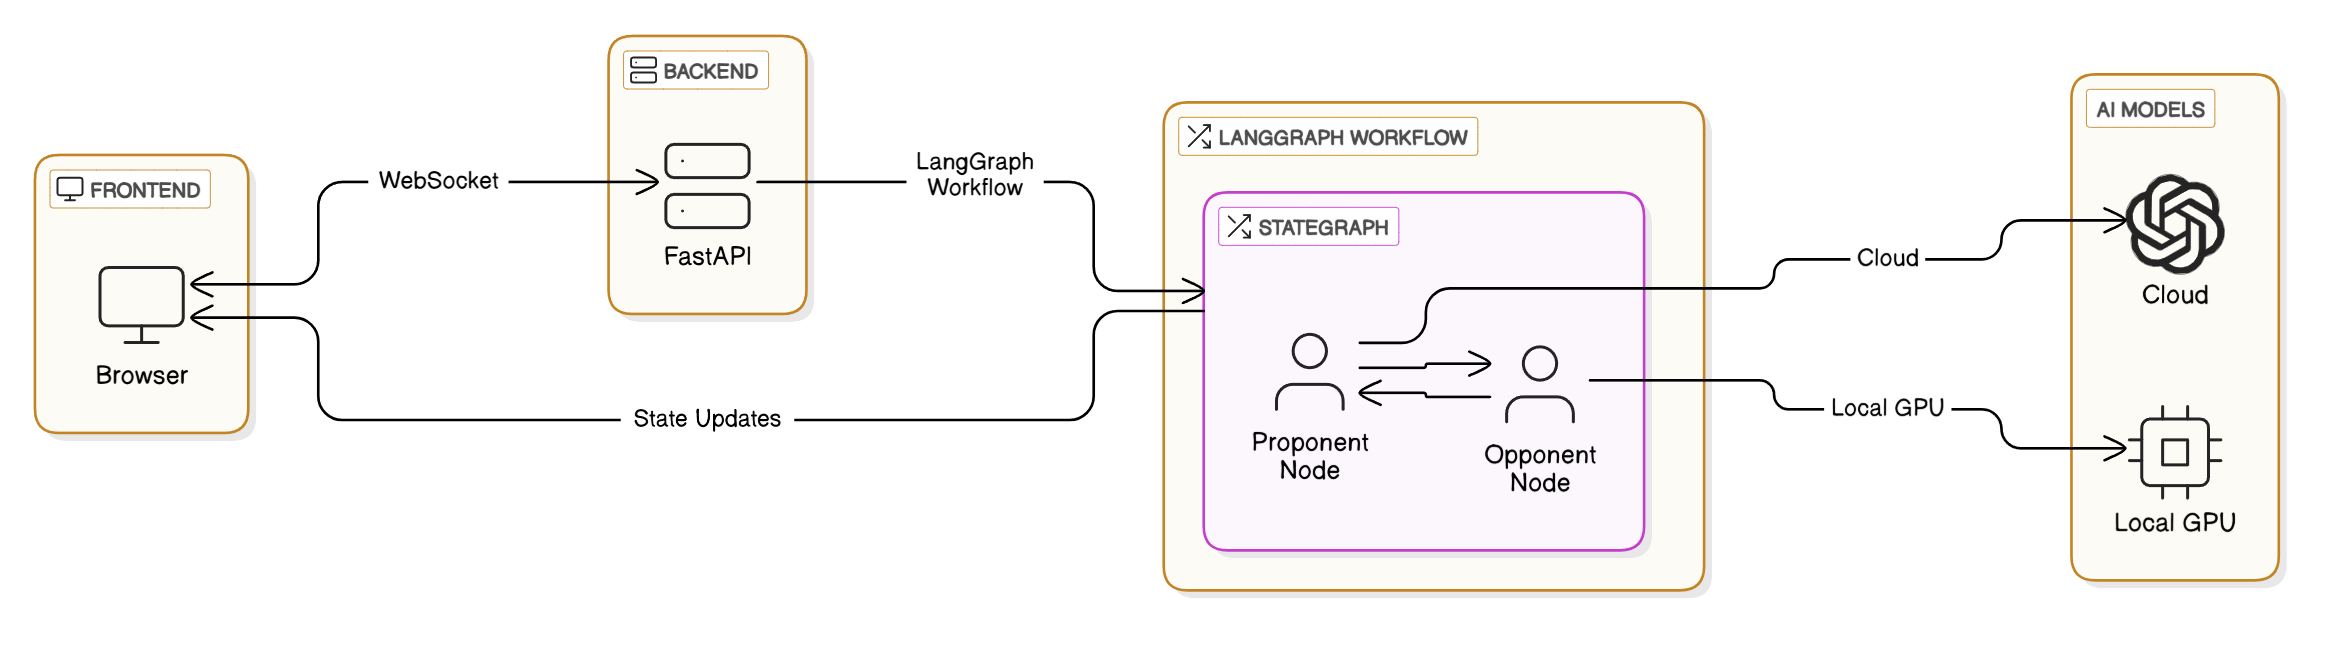 FRONTEND
Browser
WebSocket
State Updates
BACKEND
FastAPI
LangGraph
Workflow
LANGGRAPH WORKFLOW
STATEGRAPH
Proponent
Node
Opponent
Node
Cloud
Local GPU
AI MODELS
Cloud
Local GPU